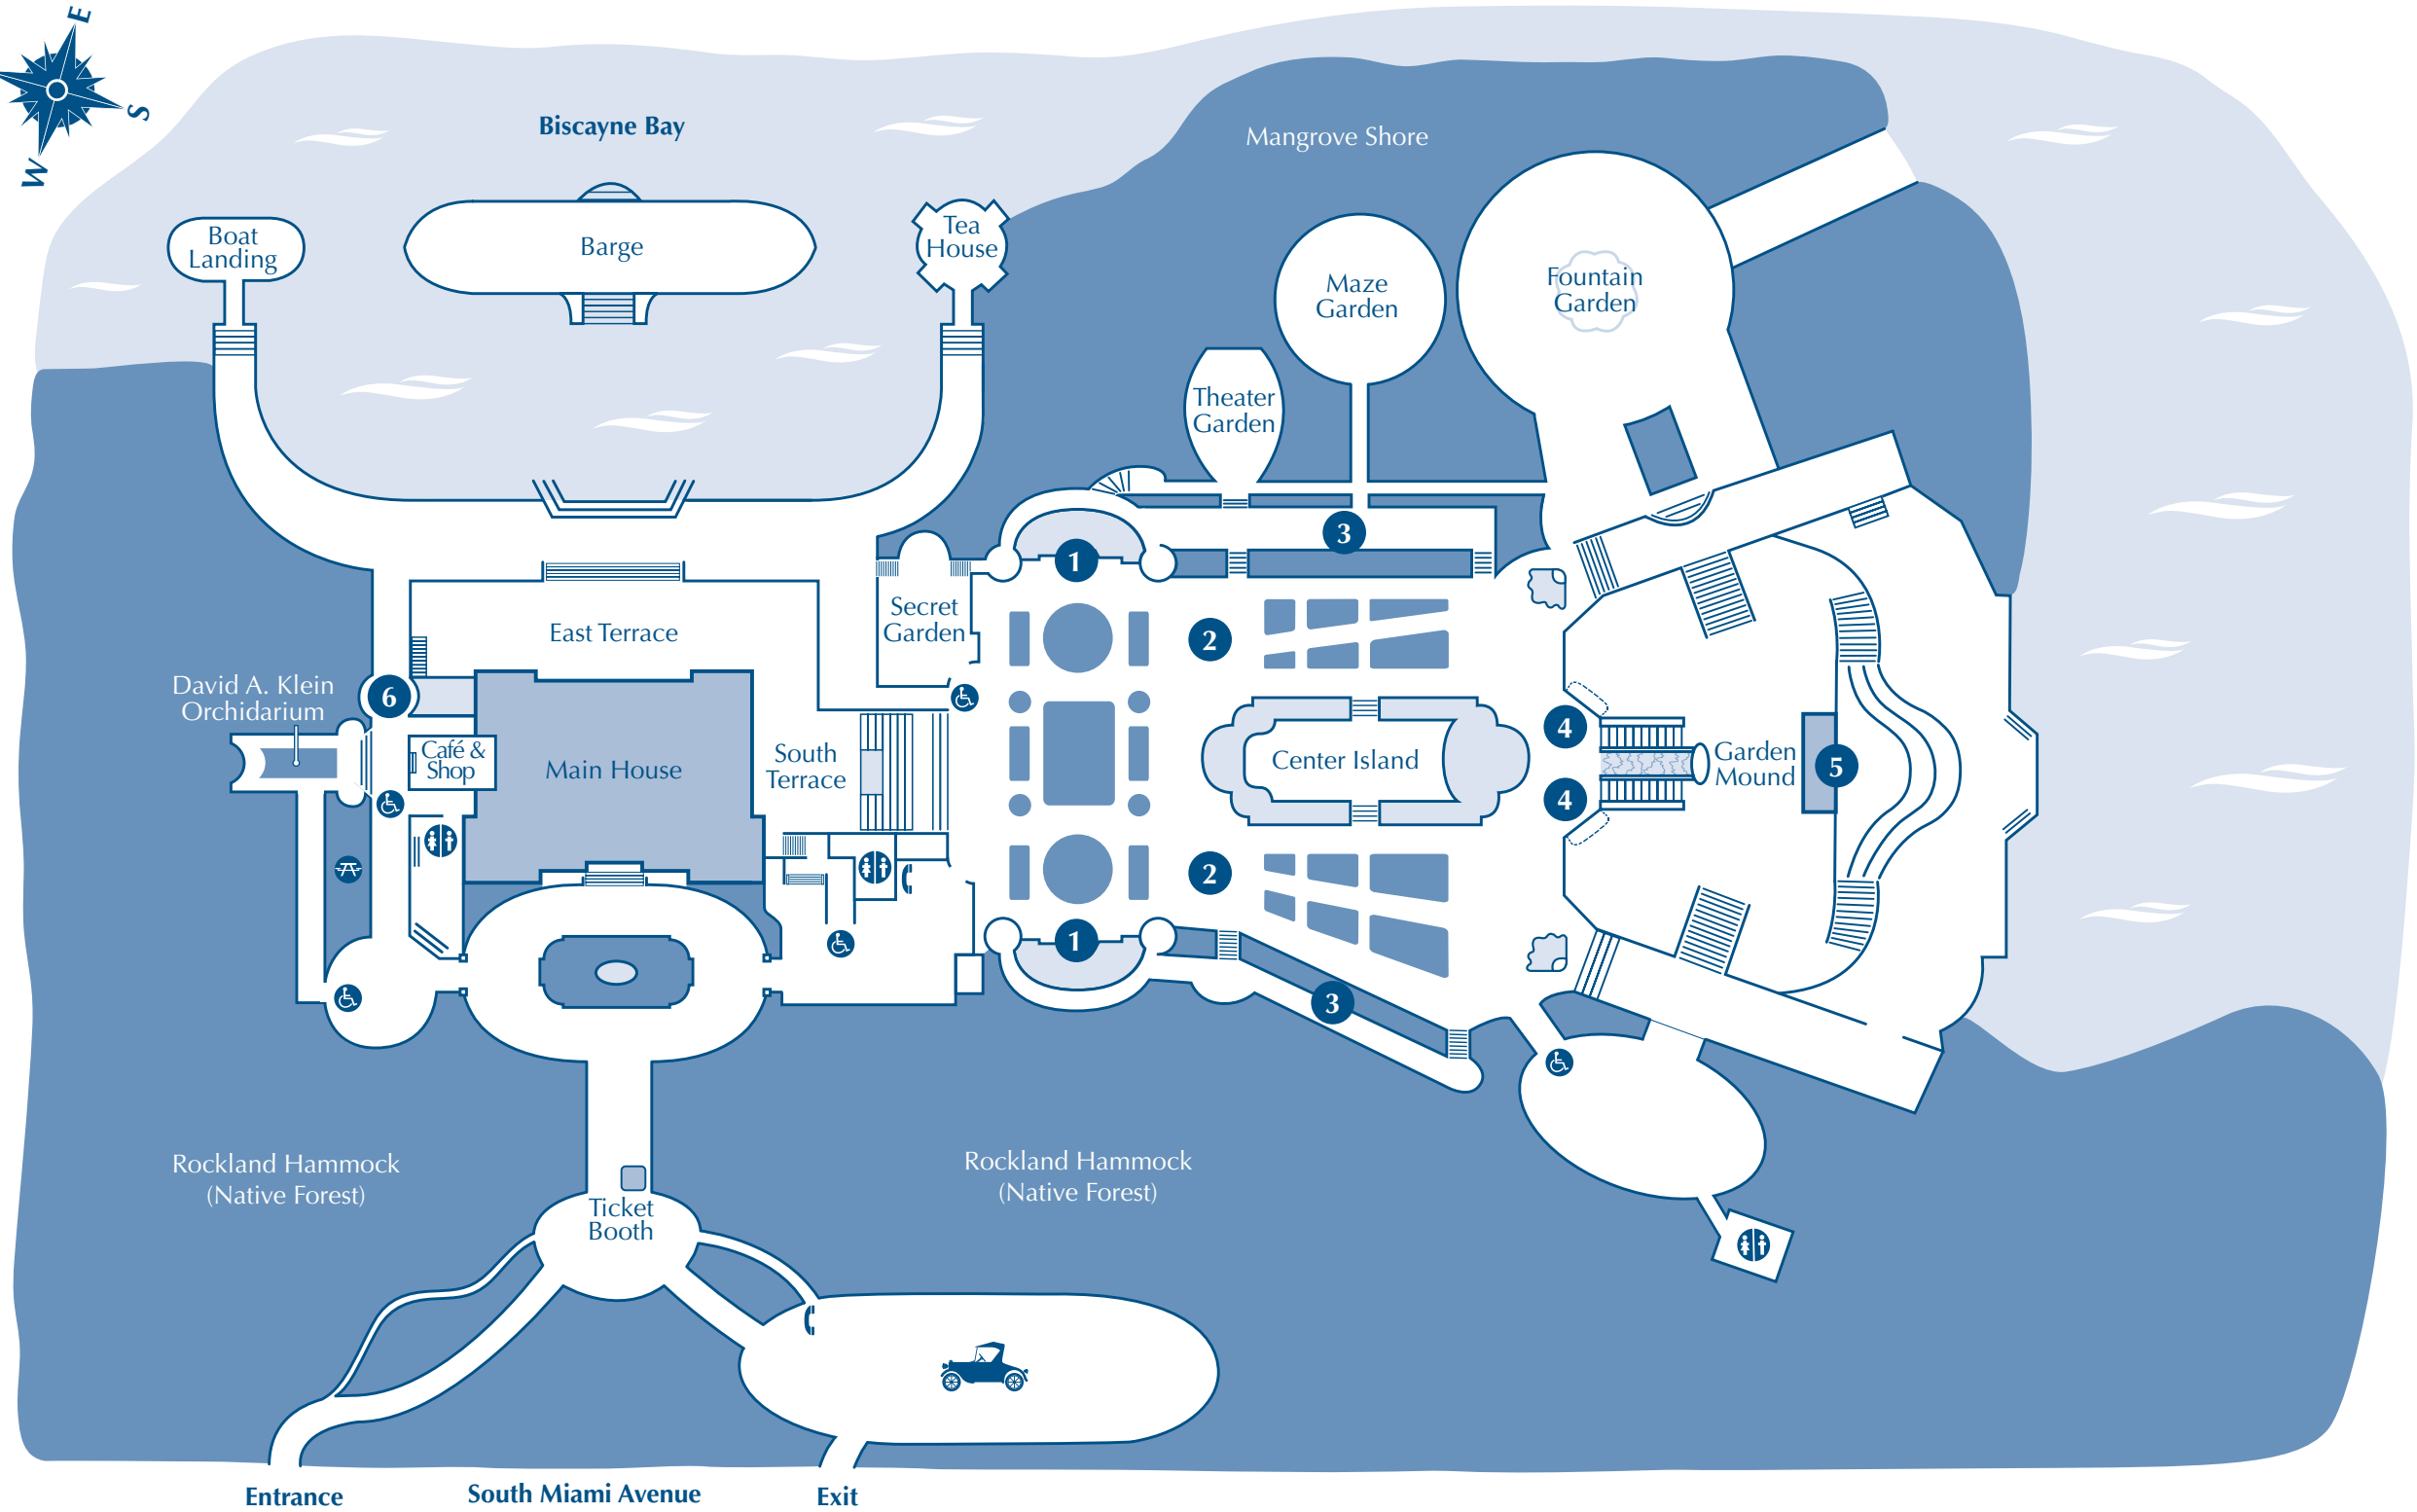 E
S
W
Biscayne Bay
Mangrove Shore
Boat
Landing
Barge
Tea
House
Maze
Garden
Fountain
Garden
Theater
Garden
3
1
Secret
Garden
East Terrace
2
David A. Klein
Orchidarium
6
4
Café &
Shop
Main House
South
Terrace
Center Island
Garden
Mound
5
4
2
1
3
Rockland Hammock
(Native Forest)
Rockland Hammock
(Native Forest)
Ticket
Booth
Entrance
South Miami Avenue
Exit